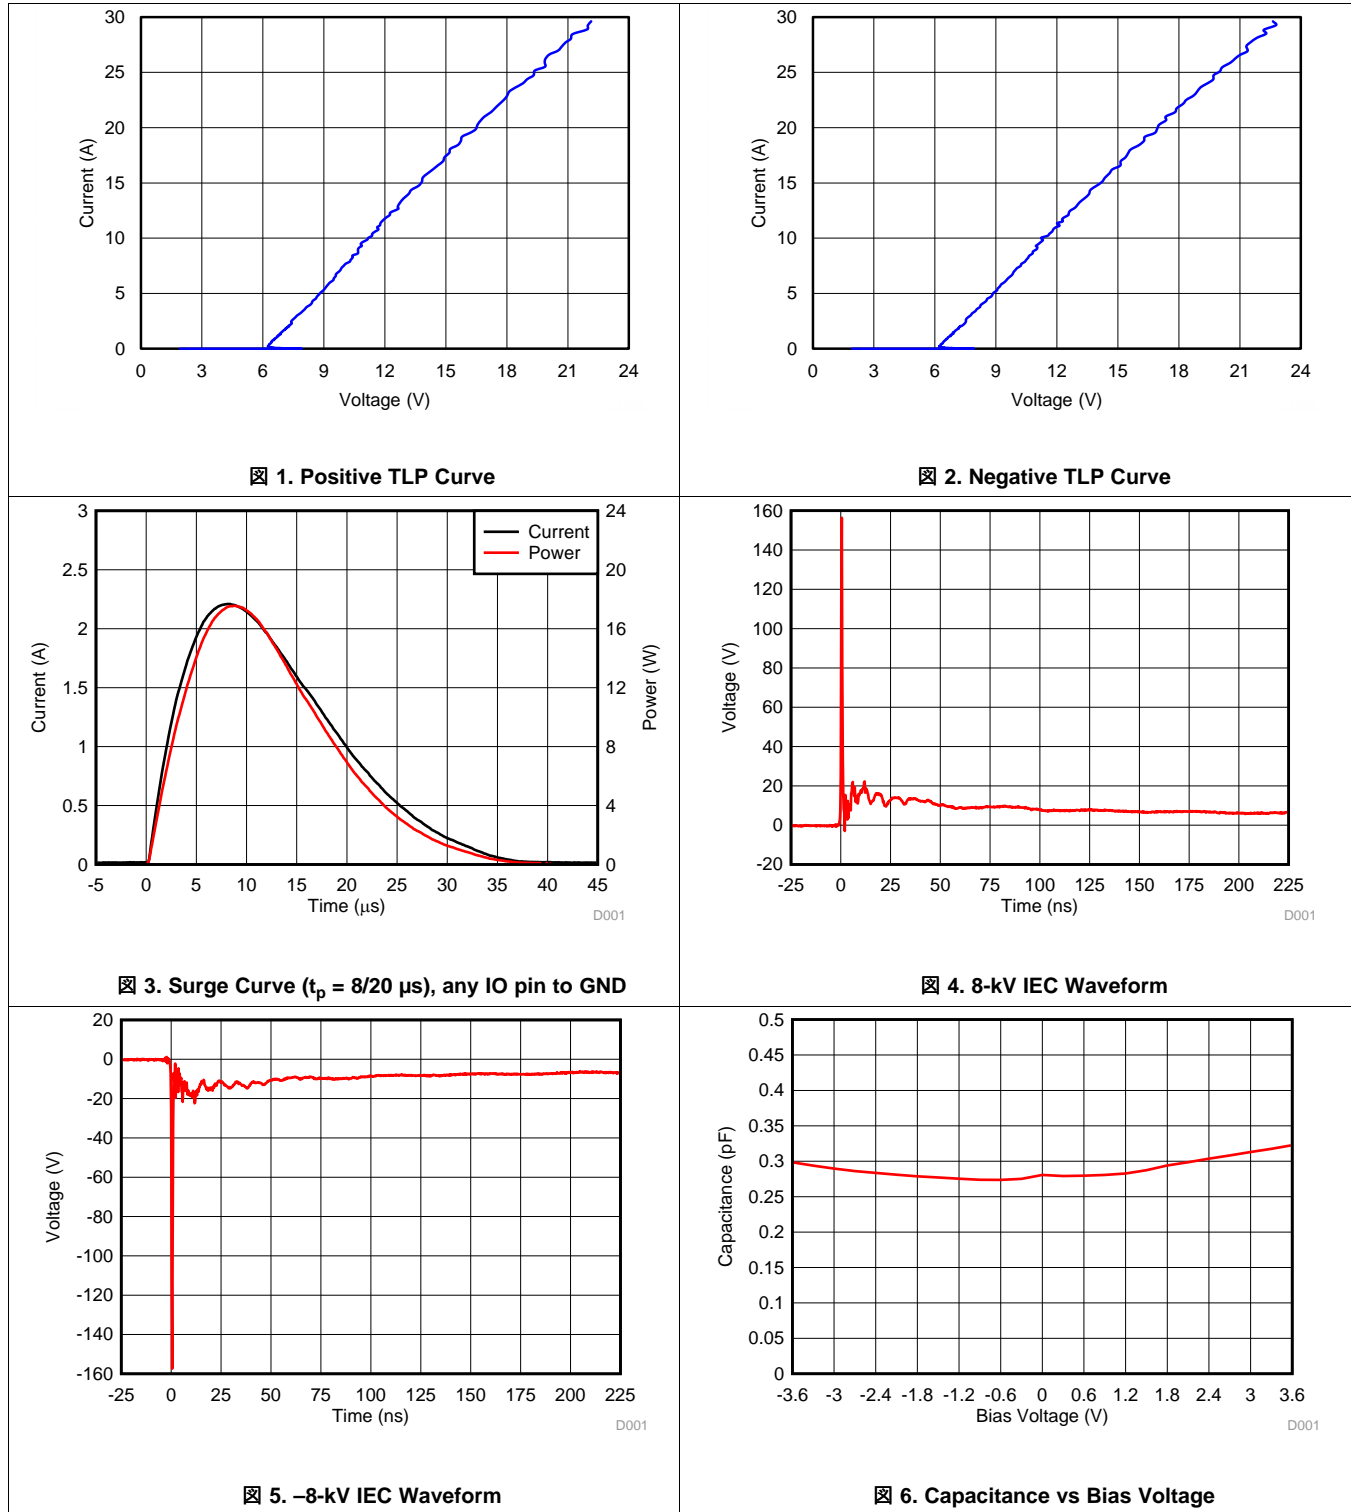 30
25
20
15
10
5
0
Current (A)
0 3 6 9 12 15 18 21 24
Voltage (V)
図 1. Positive TLP Curve
30
25
20
15
10
5
0
Current (A)
0 3 6 9 12 15 18 21 24
Voltage (V)
図 2. Negative TLP Curve
3
2.5
2
1.5
1
0.5
0
Current (A)
24
20
16
12
8
4
0
Power (W)
Current
Power
-5 0 5 10 15 20 25 30 35 40 45
Time (μs)
D001
図 3. Surge Curve (tp = 8/20 µs), any IO pin to GND
160
140
120
100
80
60
40
20
0
-20
Voltage (V)
-25 0 25 50 75 100 125 150 175 200 225
Time (ns)
D001
図 4. 8-kV IEC Waveform
20
0
-20
-40
-60
-80
-100
-120
-140
-160
Voltage (V)
-25 0 25 50 75 100 125 150 175 200 225
Time (ns)
D001
図 5. –8-kV IEC Waveform
0.5
0.45
0.4
0.35
0.3
0.25
0.2
0.15
0.1
0.05
0
Capacitance (pF)
-3.6 -3 -2.4 -1.8 -1.2 -0.6 0 0.6 1.2 1.8 2.4 3 3.6
Bias Voltage (V)
D001
図 6. Capacitance vs Bias Voltage